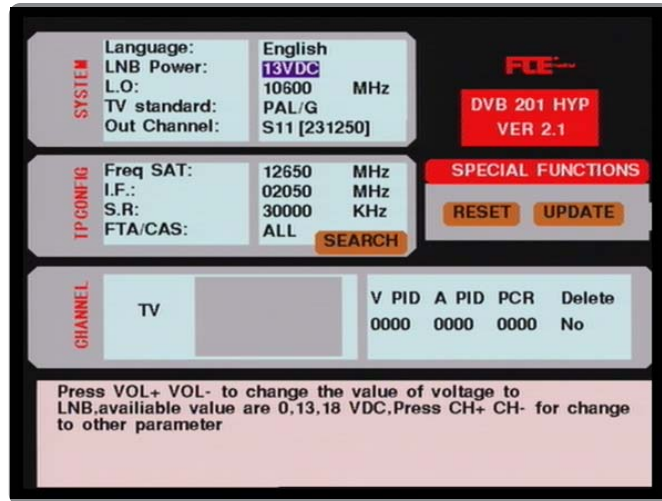 SYSTEM
Language: English
LNB Power: 13VDC
L.O: 10600 MHz
TV standard: PAL/G
Out Channel: S11 [231250]
FTE
DVB 201 HYP
VER 2.1
TP CONFIG
Freq SAT: 12650 MHz
I.F.: 02050 MHz
S.R: 30000 KHz
FTA/CAS: ALL
SEARCH
SPECIAL FUNCTIONS
RESET UPDATE
CHANNEL
TV
V PID A PID PCR Delete
0000 0000 0000 No
Press VOL+ VOL- to change the value of voltage to
LNB,availiable value are 0,13,18 VDC,Press CH+ CH- for change
to other parameter